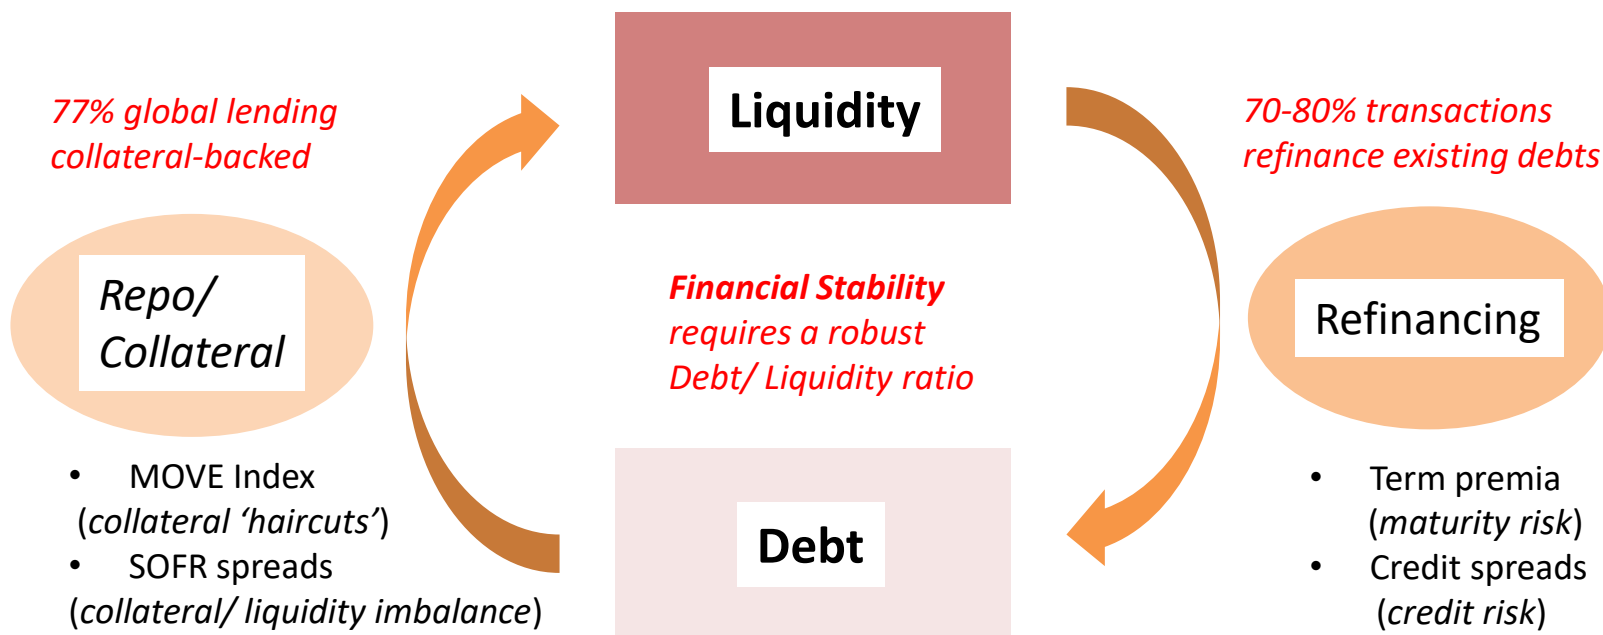 Liquidity
77% global lending
collateral-backed
70-80% transactions
refinance existing debts
Repo/
Collateral
Financial Stability
requires a robust
Debt/ Liquidity ratio
Refinancing
• MOVE Index
(collateral ‘haircuts’)
• SOFR spreads
(collateral/ liquidity imbalance)
Debt
• Term premia
(maturity risk)
• Credit spreads
(credit risk)